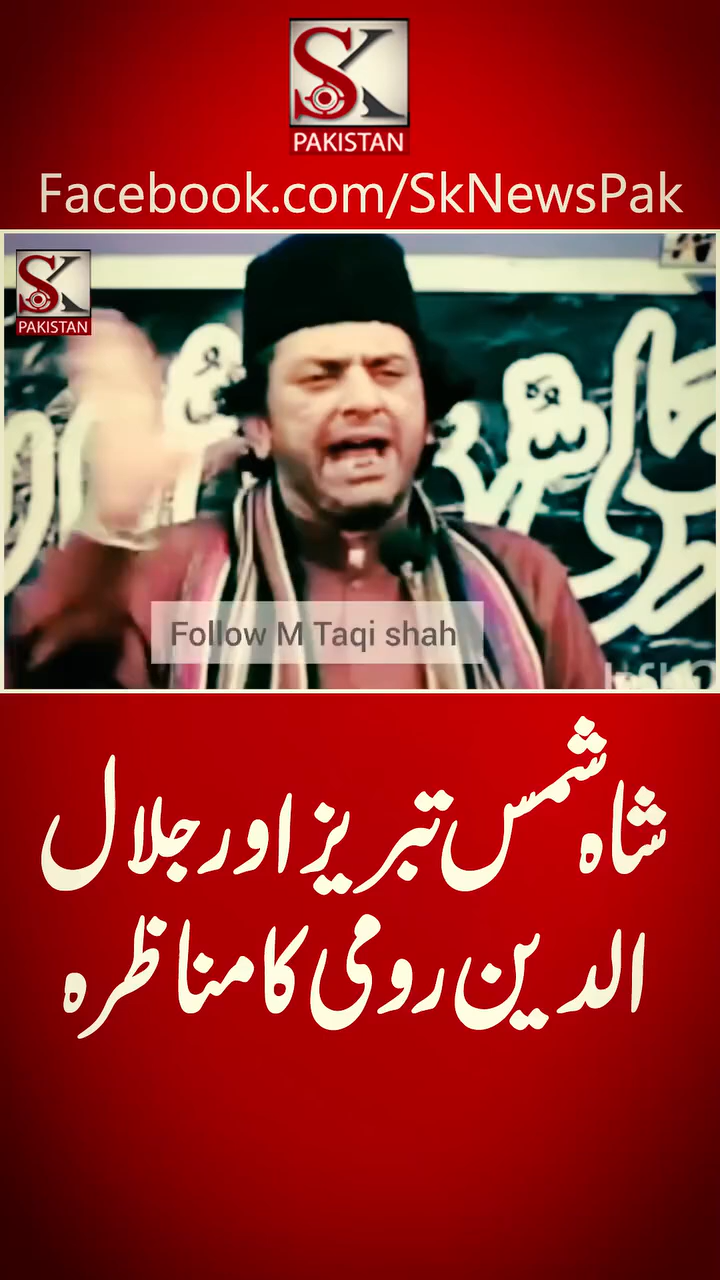 SK
PAKISTAN
Facebook.com/SkNewsPak
SK
PAKISTAN
Follow M Taqi shah
شاہ شمس تبریز اور جلال
الدین رومی کا مناظرہ